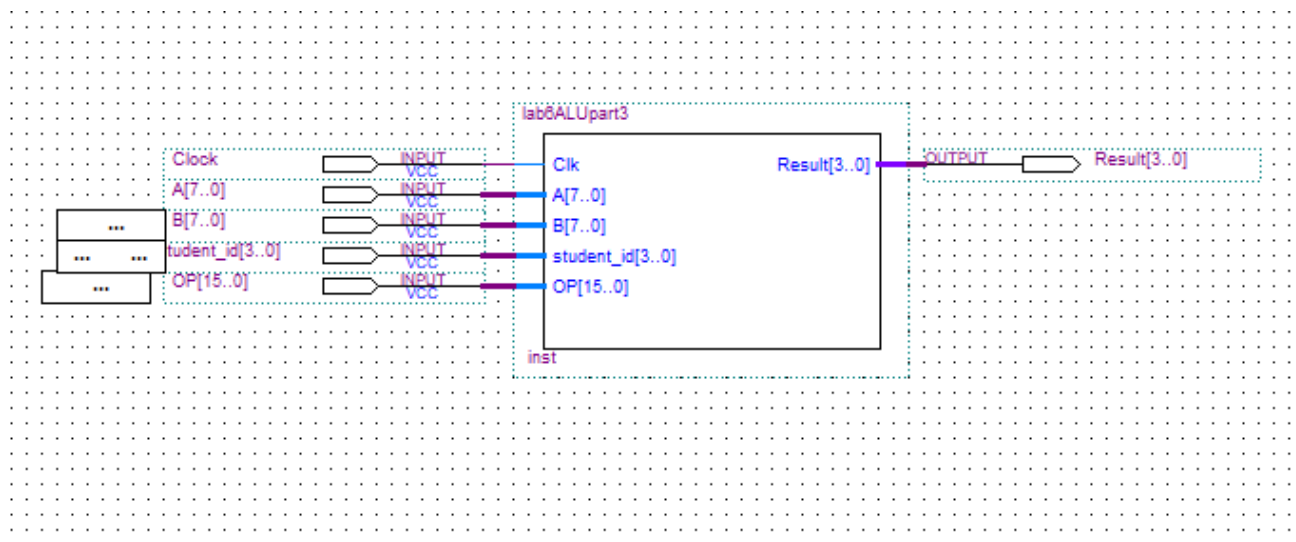 lab6ALUpart3
Clock INPUT VCC Clk Result[3..0] OUTPUT Result[3..0]
A[7..0] INPUT VCC A[7..0]
... B[7..0] INPUT VCC B[7..0]
... ... tudent_id[3..0] INPUT VCC student_id[3..0]
... OP[15..0] INPUT VCC OP[15..0]
inst